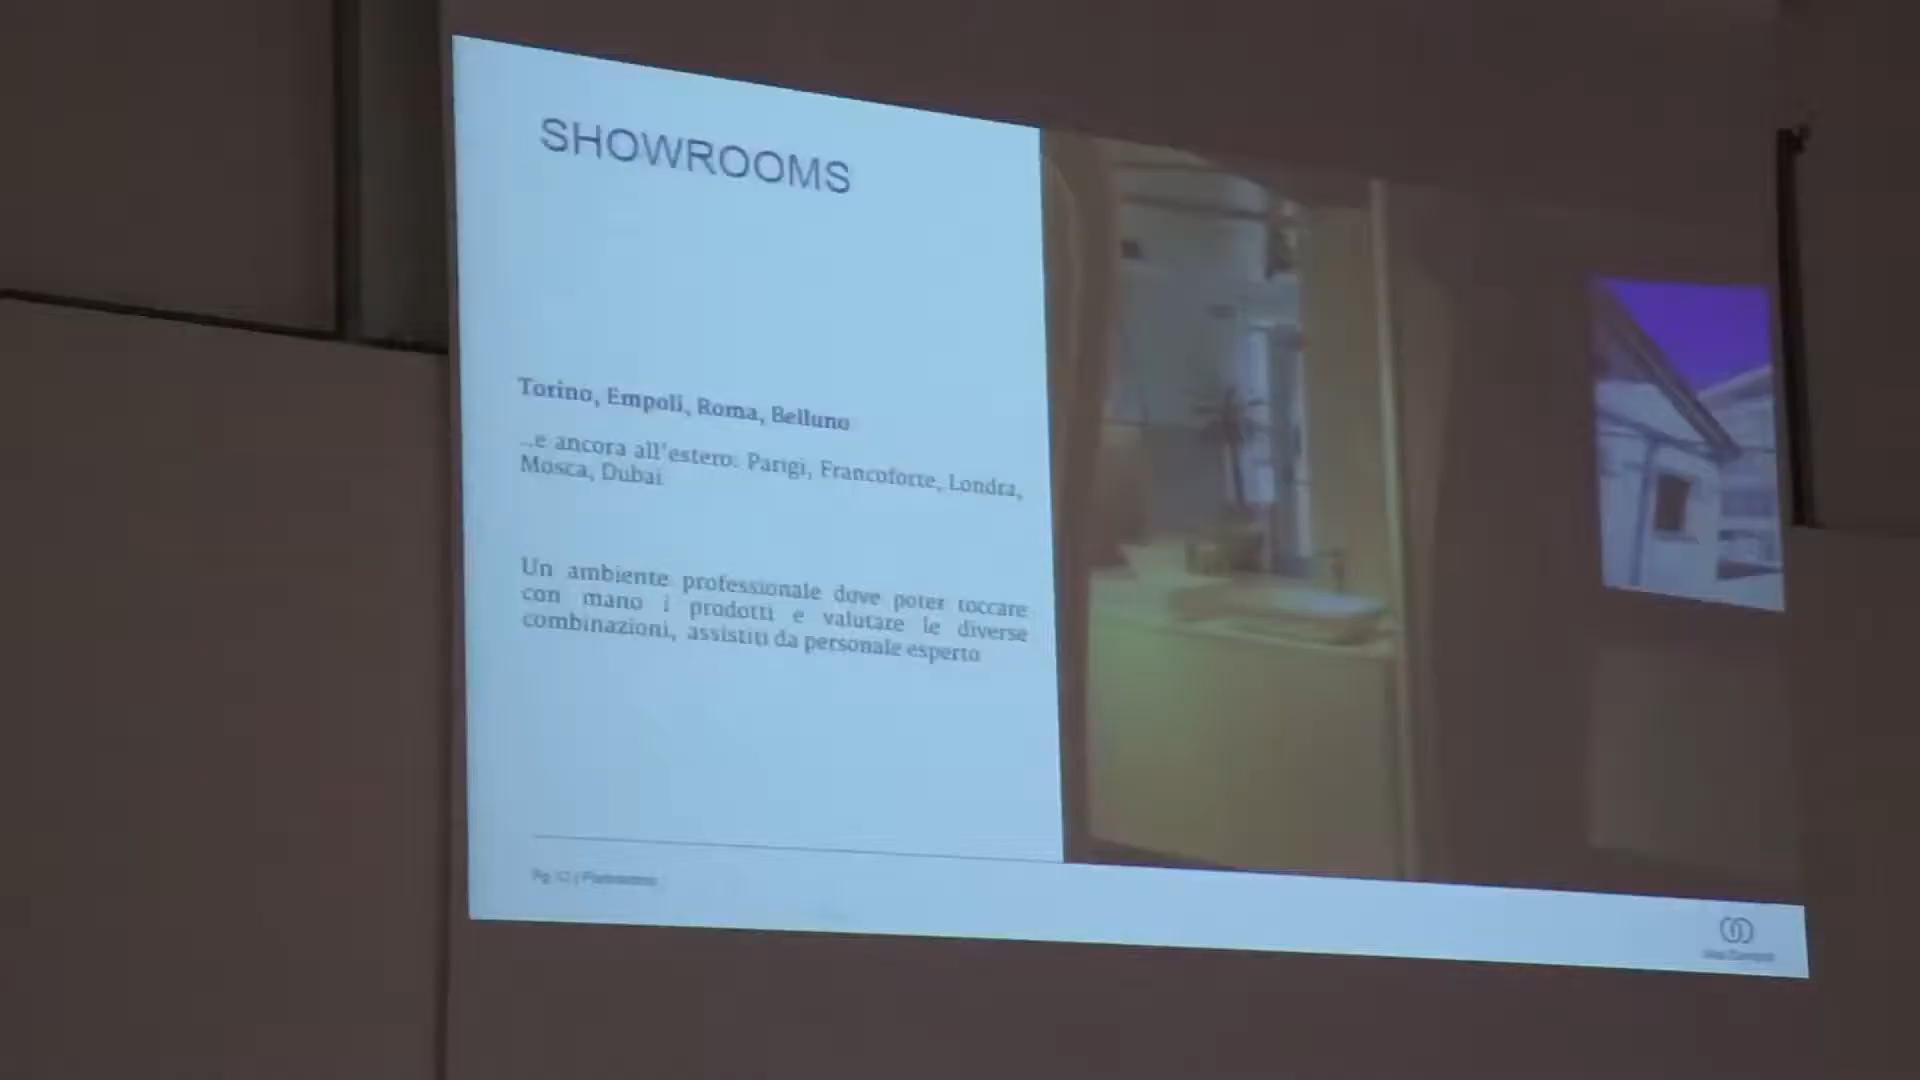 SHOWROOMS
Torino, Empoli, Roma, Belluno
...e ancora all'estero: Parigi, Francoforte, Londra,
Mosca, Dubai
Un ambiente professionale dove poter toccare
con mano i prodotti e valutare le diverse
combinazioni, assistiti da personale esperto
Pg.